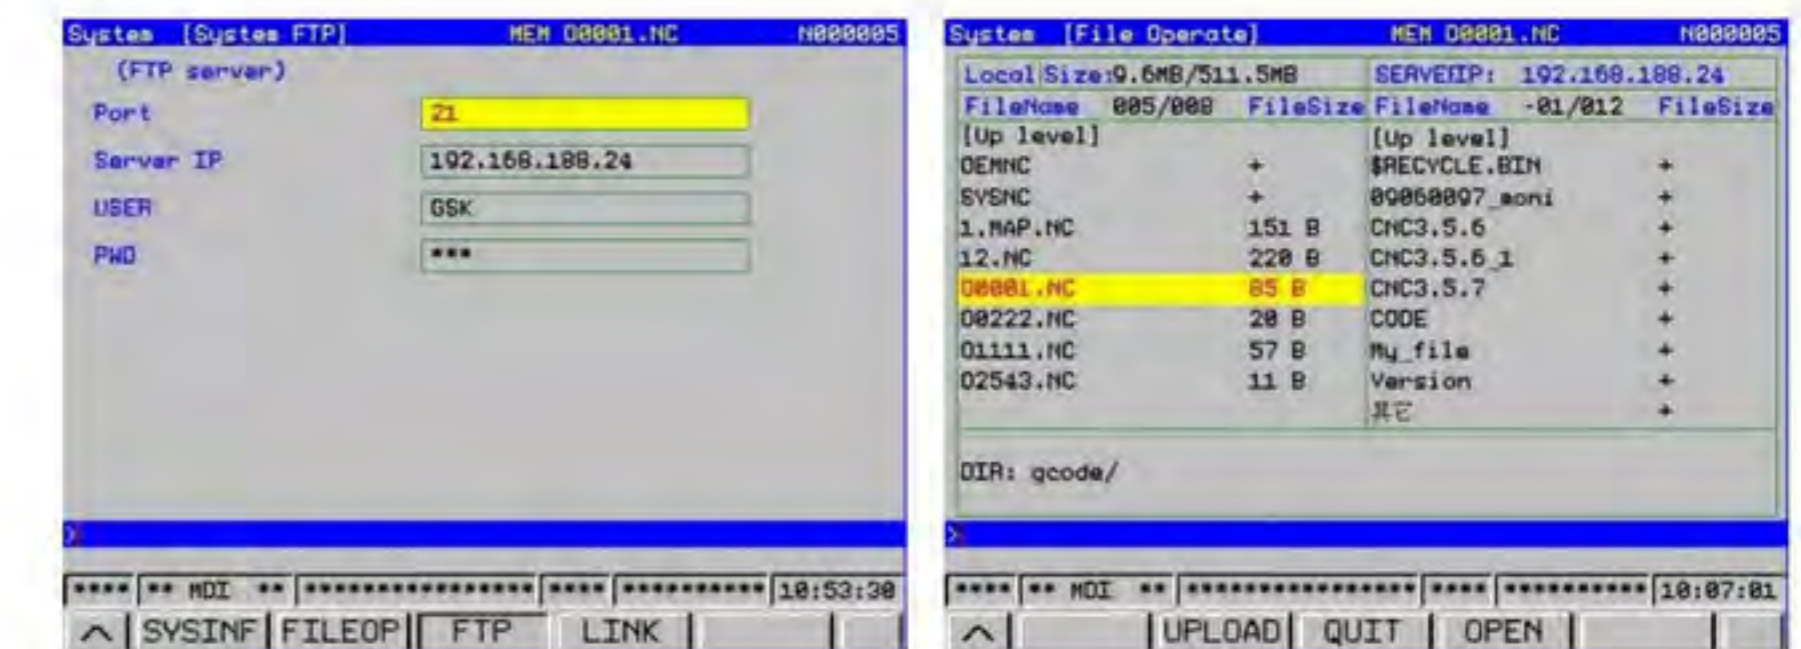 System [System FTP] MEM O0001.NC N000005
(FTP server)
Port 21
Server IP 192.168.188.24
USER GSK
PWD ***
**** ** MDI ** **************** **** ********** 10:53:30
^ SYSINF FILEOP FTP LINK
System [File Operate] MEM O0001.NC N000005
Local Size:9.6MB/511.5MB SERVEIIP: 192.168.188.24
FileName 005/008 FileSize FileName -01/012 FileSize
[Up level] [Up level]
OEMNC + $RECYCLE.BIN +
SYSNC + 09060097_moni +
1.MAP.NC 151 B CNC3.5.6 +
12.NC 220 B CNC3.5.6_1 +
O0001.NC 85 B CNC3.5.7 +
O0222.NC 20 B CODE +
O1111.NC 57 B My_file +
O2543.NC 11 B Version +
其它 +
DIR: gcode/
**** ** MDI ** **************** **** ********** 10:07:01
^ UPLOAD QUIT OPEN